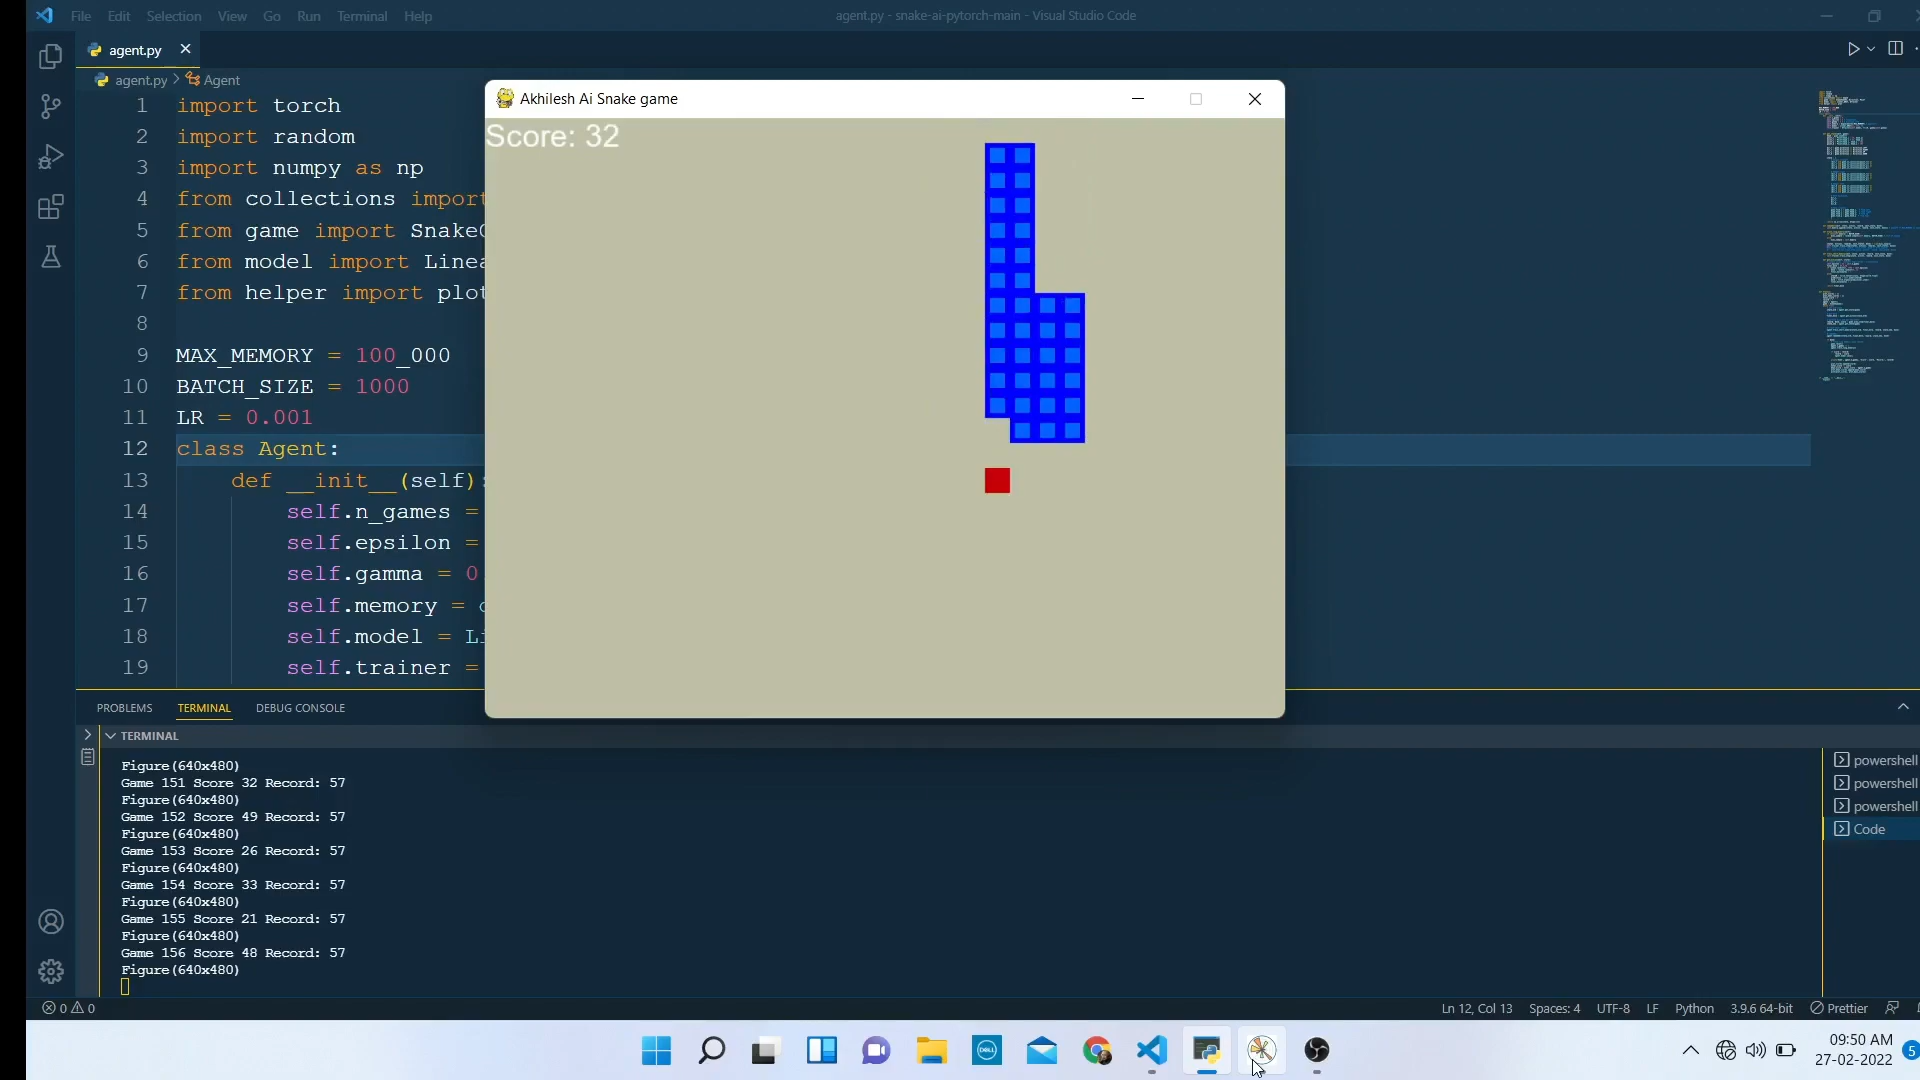 File Edit Selection View Go Run Terminal Help
agent.py - snake-ai-pytorch-main - Visual Studio Code
agent.py
agent.py > Agent
1 import torch
2 import random
3 import numpy as np
4 from collections import
5 from game import Snake
6 from model import Linea
7 from helper import plot
8
9 MAX_MEMORY = 100_000
10 BATCH_SIZE = 1000
11 LR = 0.001
12 class Agent:
13 def __init__(self):
14 self.n_games =
15 self.epsilon =
16 self.gamma = 0
17 self.memory =
18 self.model = Li
19 self.trainer =
Akhilesh Ai Snake game
Score: 32
PROBLEMS TERMINAL DEBUG CONSOLE
TERMINAL
Figure(640x480)
Game 151 Score 32 Record: 57
Figure(640x480)
Game 152 Score 49 Record: 57
Figure(640x480)
Game 153 Score 26 Record: 57
Figure(640x480)
Game 154 Score 33 Record: 57
Figure(640x480)
Game 155 Score 21 Record: 57
Figure(640x480)
Game 156 Score 48 Record: 57
Figure(640x480)
powershell
powershell
powershell
Code
0 0
Ln 12, Col 13 Spaces: 4 UTF-8 LF Python 3.9.6 64-bit Prettier
DELL
09:50 AM
27-02-2022
5